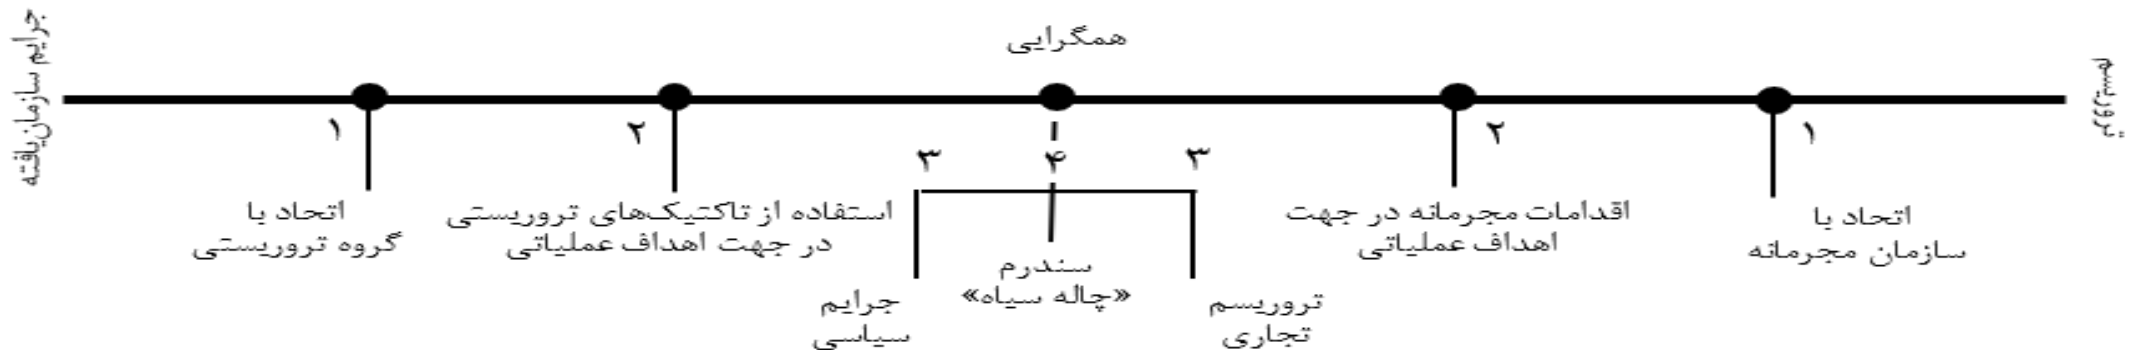 همگرایی
تروریسم
جرایم سازمان‌یافته
۱
۲
۳
۴
۳
۲
۱
اتحاد با
سازمان مجرمانه
اقدامات مجرمانه در جهت
اهداف عملیاتی
تروریسم
تجاری
سندرم
«چاله سیاه»
جرایم
سیاسی
استفاده از تاکتیک‌های تروریستی
در جهت اهداف عملیاتی
اتحاد با
گروه تروریستی